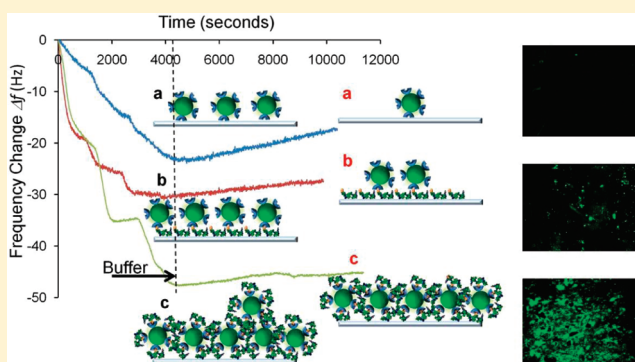 Time (seconds)
0 2000 4000 6000 8000 10000 12000
0
-10
-20
-30
-40
-50
Frequency Change Δf (Hz)
a
a
b
b
Buffer
c
c